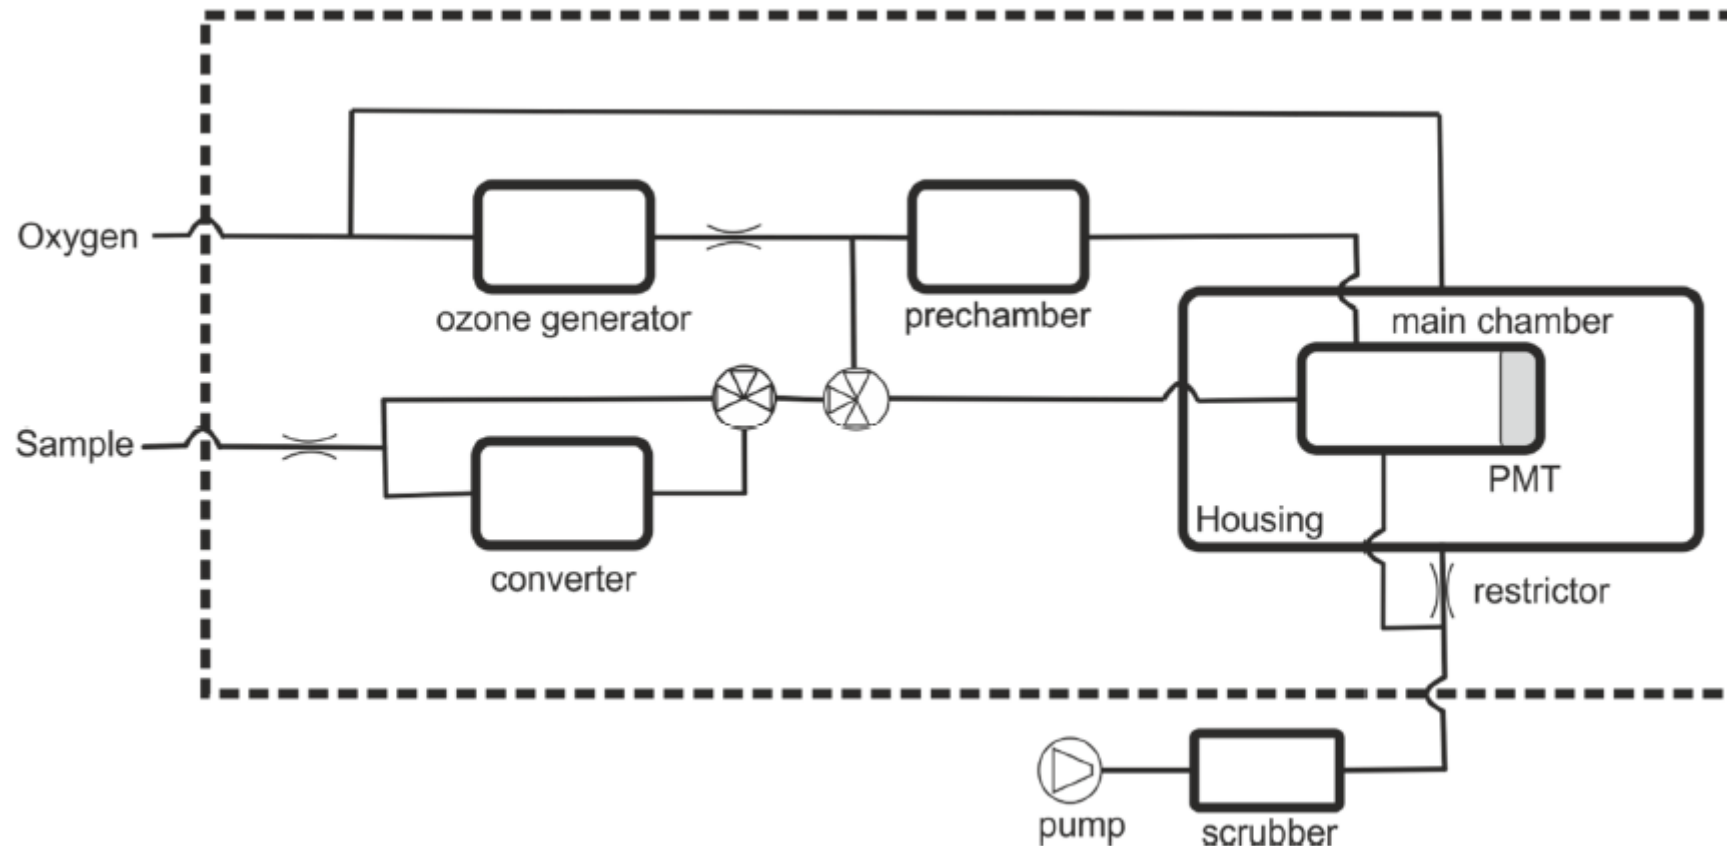 Oxygen
ozone generator
prechamber
main chamber
Sample
PMT
Housing
converter
restrictor
pump
scrubber